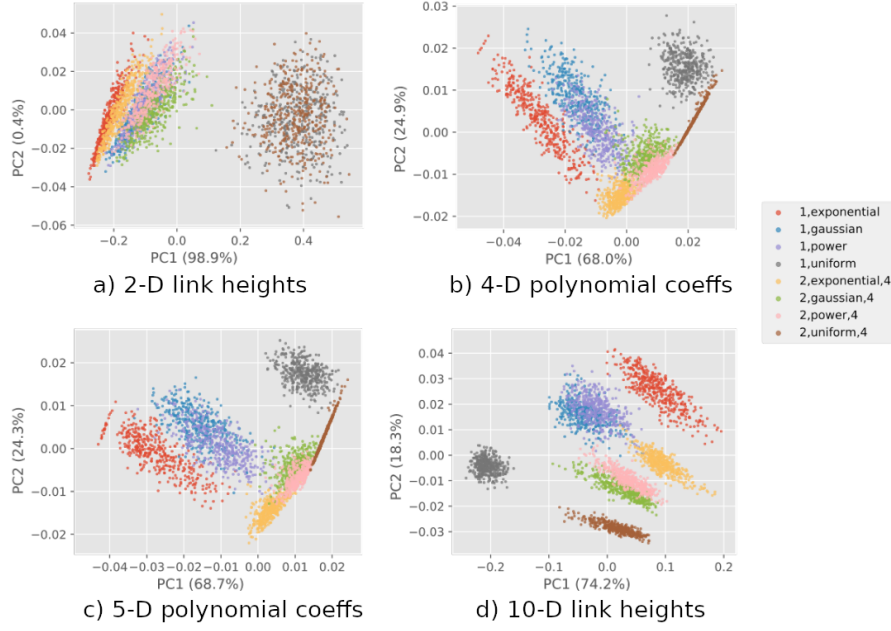 0.04
0.02
0.00
−0.02
−0.04
−0.06
PC2 (0.4%)
−0.2
0.0
0.2
0.4
PC1 (98.9%)
a) 2-D link heights
0.03
0.02
0.01
0.00
−0.01
−0.02
PC2 (24.9%)
−0.04
−0.02
0.00
0.02
PC1 (68.0%)
b) 4-D polynomial coeffs
1,exponential
1,gaussian
1,power
1,uniform
2,exponential,4
2,gaussian,4
2,power,4
2,uniform,4
0.02
0.01
0.00
−0.01
−0.02
PC2 (24.3%)
−0.04
−0.03
−0.02
−0.01
0.00
0.01
0.02
PC1 (68.7%)
c) 5-D polynomial coeffs
0.04
0.03
0.02
0.01
0.00
−0.01
−0.02
−0.03
PC2 (18.3%)
−0.2
−0.1
0.0
0.1
0.2
PC1 (74.2%)
d) 10-D link heights